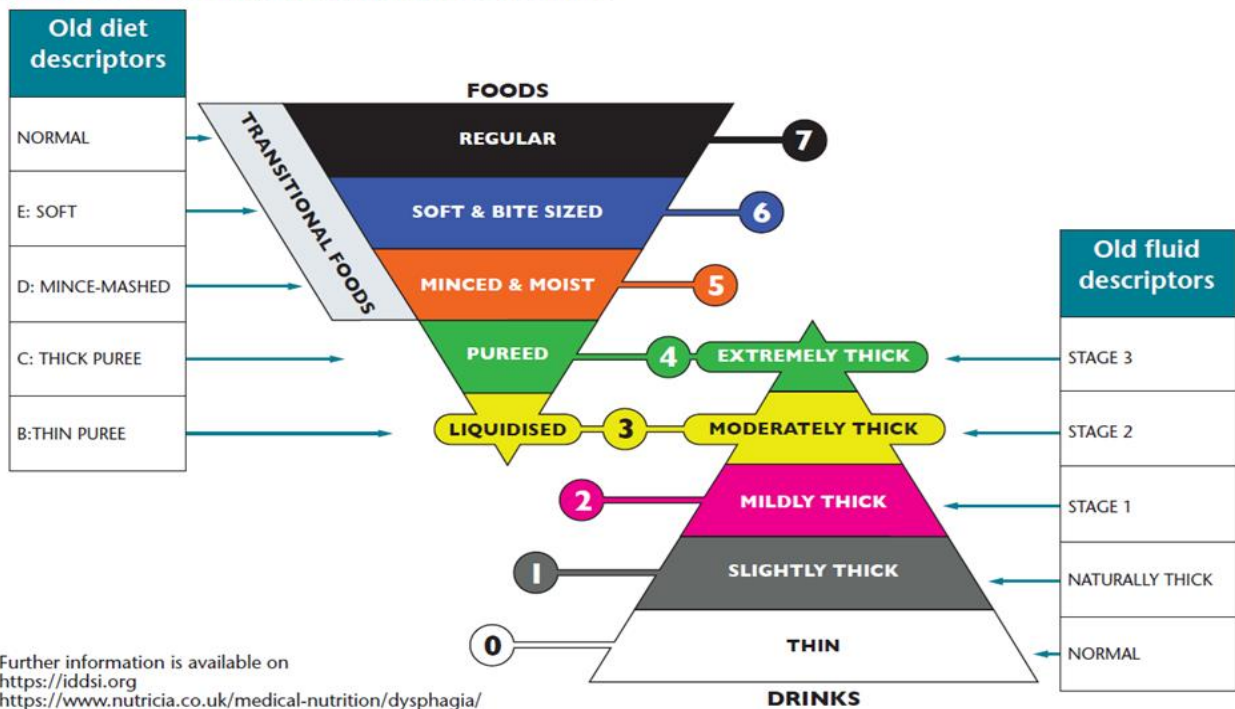 Old diet
descriptors
NORMAL
E: SOFT
D: MINCE-MASHED
C: THICK PUREE
B:THIN PUREE
FOODS
TRANSITIONAL FOODS
REGULAR
7
SOFT & BITE SIZED
6
MINCED & MOIST
5
PUREED
4
EXTREMELY THICK
LIQUIDISED
3
MODERATELY THICK
2
MILDLY THICK
1
SLIGHTLY THICK
0
THIN
DRINKS
Old fluid
descriptors
STAGE 3
STAGE 2
STAGE 1
NATURALLY THICK
NORMAL
Further information is available on
https://iddsi.org
https://www.nutricia.co.uk/medical-nutrition/dysphagia/